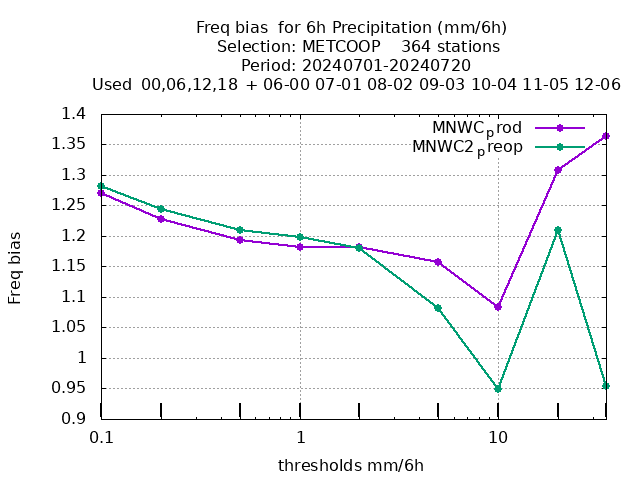 Freq bias  for 6h Precipitation (mm/6h)
Selection: METCOOP    364 stations
Period: 20240701-20240720
Used  00,06,12,18  + 06-00 07-01 08-02 09-03 10-04 11-05 12-06
MNWCprod
MNWC2preop
1.4
1.35
1.3
1.25
1.2
1.15
1.1
1.05
1
0.95
0.9
Freq bias
0.1 1 10
thresholds mm/6h